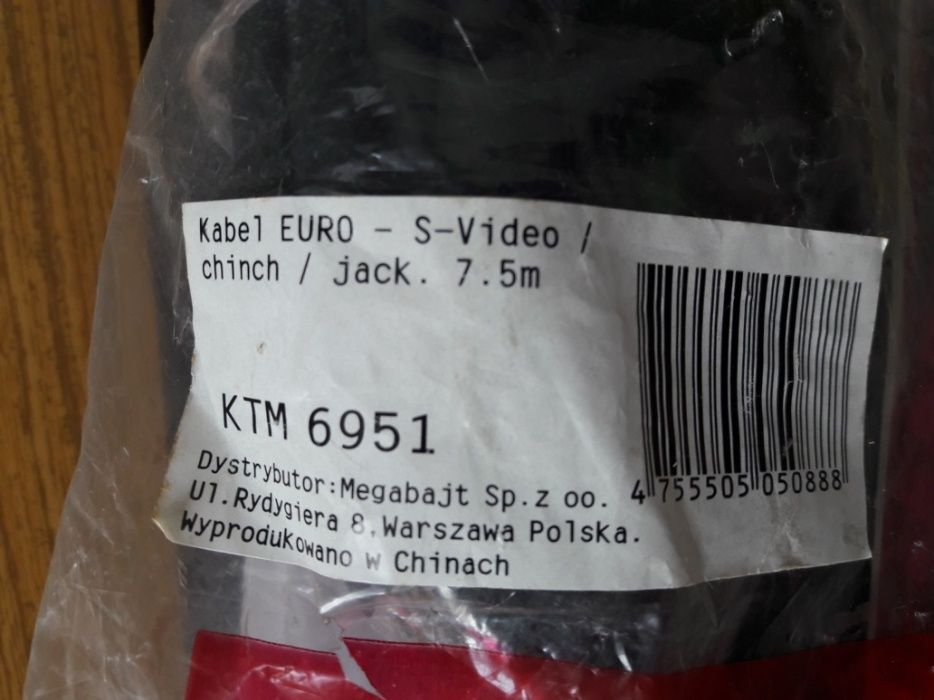 Kabel EURO - S-Video /
chinch / jack. 7.5m
KTM 6951
Dystrybutor:Megabajt Sp.z oo.
Ul.Rydygiera 8,Warszawa Polska.
Wyprodukowano w Chinach
4 755505 050888